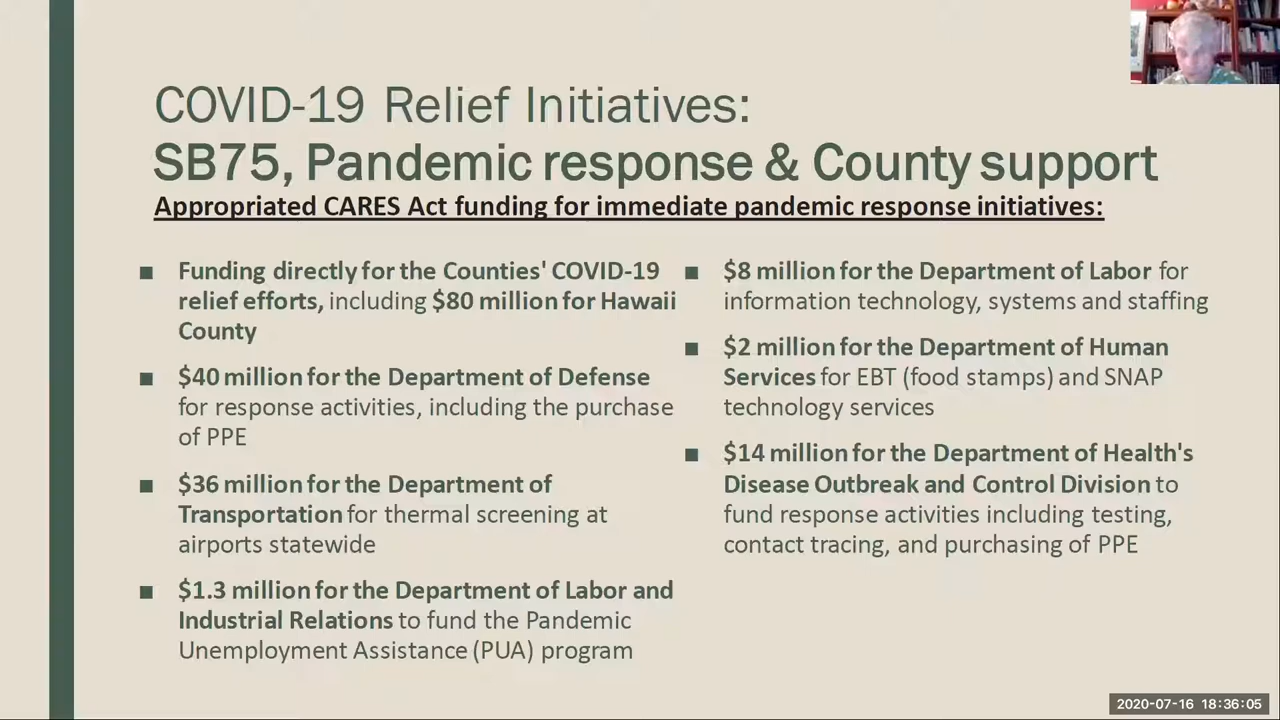 COVID-19 Relief Initiatives:
SB75, Pandemic response & County support
Appropriated CARES Act funding for immediate pandemic response initiatives:
■ Funding directly for the Counties' COVID-19
relief efforts, including $80 million for Hawaii
County
■ $40 million for the Department of Defense
for response activities, including the purchase
of PPE
■ $36 million for the Department of
Transportation for thermal screening at
airports statewide
■ $1.3 million for the Department of Labor and
Industrial Relations to fund the Pandemic
Unemployment Assistance (PUA) program
■ $8 million for the Department of Labor for
information technology, systems and staffing
■ $2 million for the Department of Human
Services for EBT (food stamps) and SNAP
technology services
■ $14 million for the Department of Health's
Disease Outbreak and Control Division to
fund response activities including testing,
contact tracing, and purchasing of PPE
2020-07-16 18:36:05